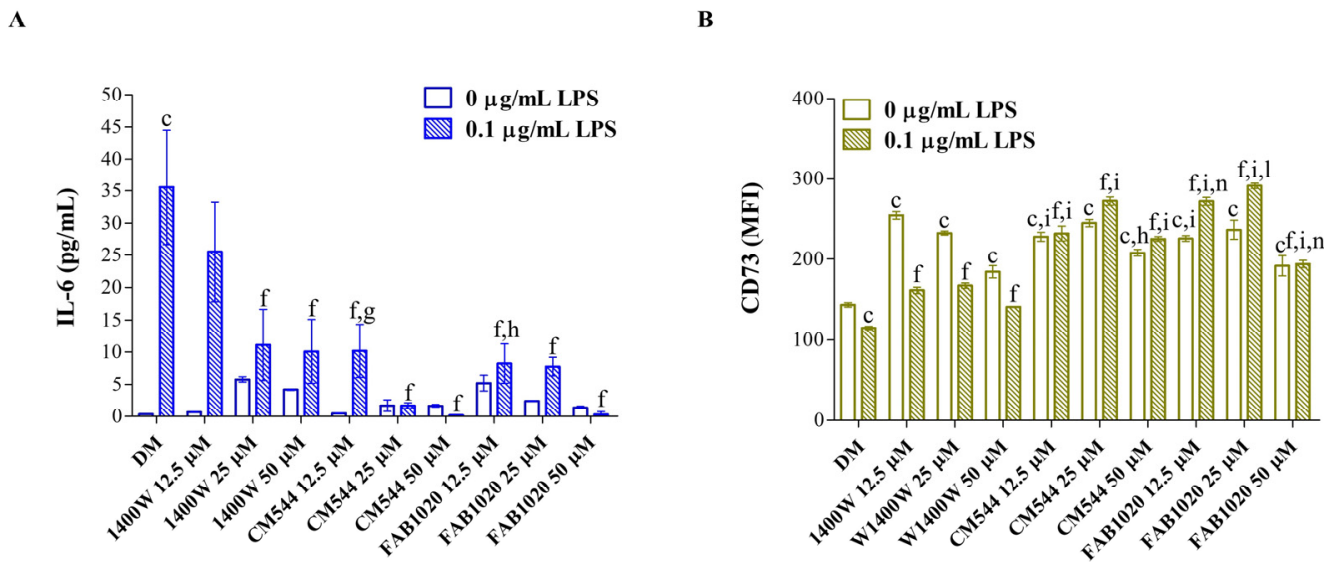 A
IL-6 (pg/mL)
50
45
40
35
30
25
20
15
10
5
0
0 µg/mL LPS
0.1 µg/mL LPS
c
f
f
f,g
f
f
f,h
f
f
DM
1400W 12.5 µM
1400W 25 µM
1400W 50 µM
CM544 12.5 µM
CM544 25 µM
CM544 50 µM
FAB1020 12.5 µM
FAB1020 25 µM
FAB1020 50 µM
B
CD73 (MFI)
400
300
200
100
0
0 µg/mL LPS
0.1 µg/mL LPS
c
c
f
c
f
c
f
c,i
f,i
c
f,i
c,h
f,i
c,i
f,i,n
c
f,i,l
c
f,i,n
DM
1400W 12.5 µM
W1400W 25 µM
W1400W 50 µM
CM544 12.5 µM
CM544 25 µM
CM544 50 µM
FAB1020 12.5 µM
FAB1020 25 µM
FAB1020 50 µM